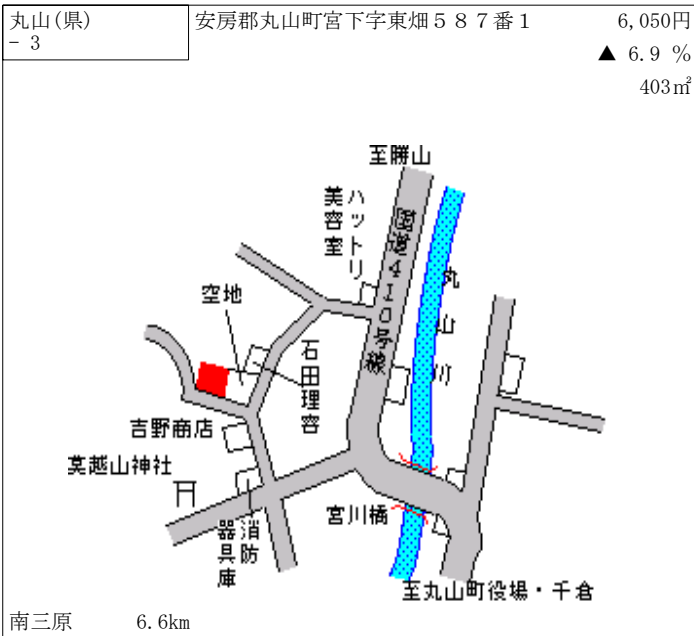 丸山(県)
－3
安房郡丸山町宮下字東畑５８７番１
6,050円
▲ 6.9 %
403㎡
至勝山
ハットリ
美容室
国道410号線
丸山川
空地
石田理容
吉野商店
莫越山神社
消防
器具庫
宮川橋
至丸山町役場・千倉
南三原 6.6km